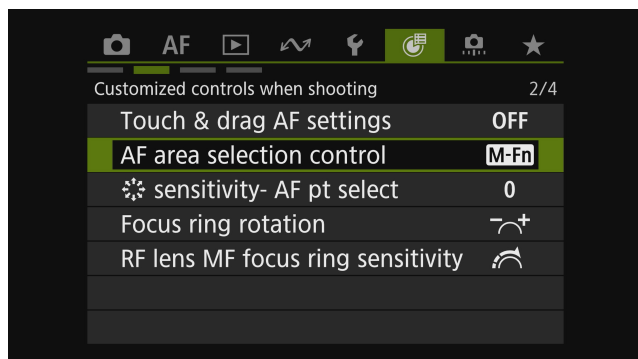 AF
Customized controls when shooting 2/4
Touch & drag AF settings OFF
AF area selection control M-Fn
sensitivity- AF pt select 0
Focus ring rotation -+
RF lens MF focus ring sensitivity